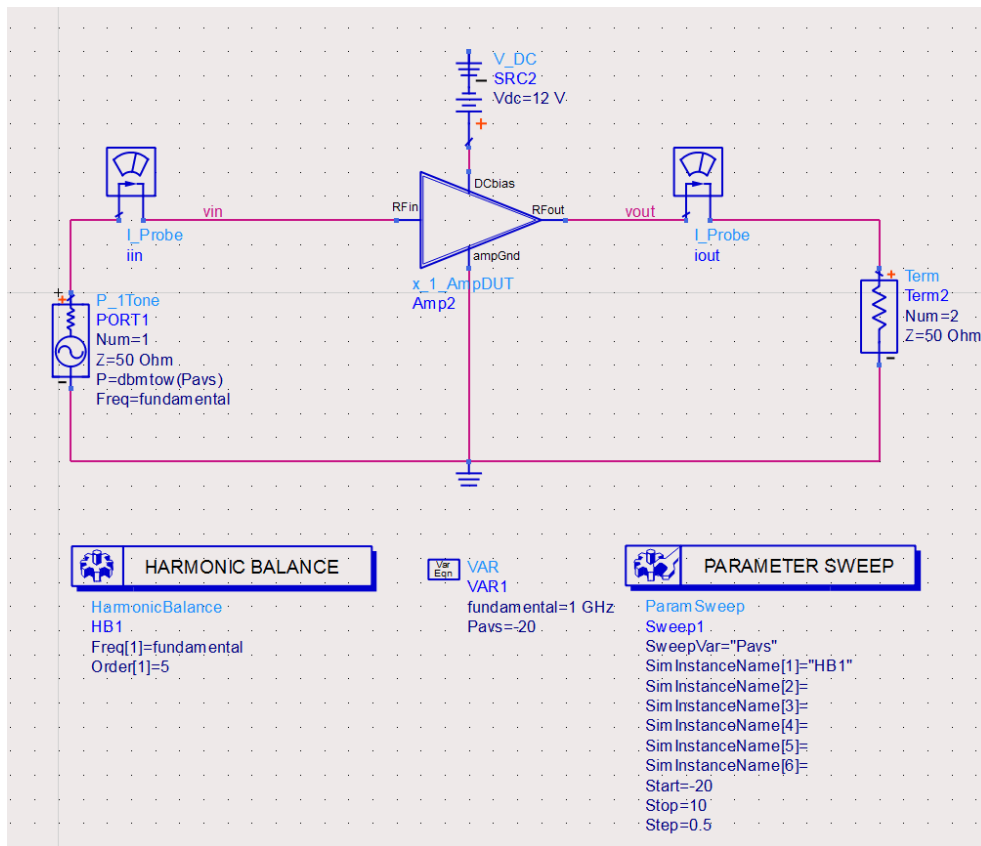 V_DC
SRC2
Vdc=12 V
DCbias
RFin
RFout
vin
vout
I_Probe
iin
I_Probe
iout
ampGnd
x_1_AmpDUT
Amp2
P_1Tone
PORT1
Num=1
Z=50 Ohm
P=dbmtow(Pavs)
Freq=fundamental
Term
Term2
Num=2
Z=50 Ohm
HARMONIC BALANCE
HarmonicBalance
HB1
Freq[1]=fundamental
Order[1]=5
Var
Eqn
VAR
VAR1
fundamental=1 GHz
Pavs=-20
PARAMETER SWEEP
ParamSweep
Sweep1
SweepVar="Pavs"
SimInstanceName[1]="HB1"
SimInstanceName[2]=
SimInstanceName[3]=
SimInstanceName[4]=
SimInstanceName[5]=
SimInstanceName[6]=
Start=-20
Stop=10
Step=0.5